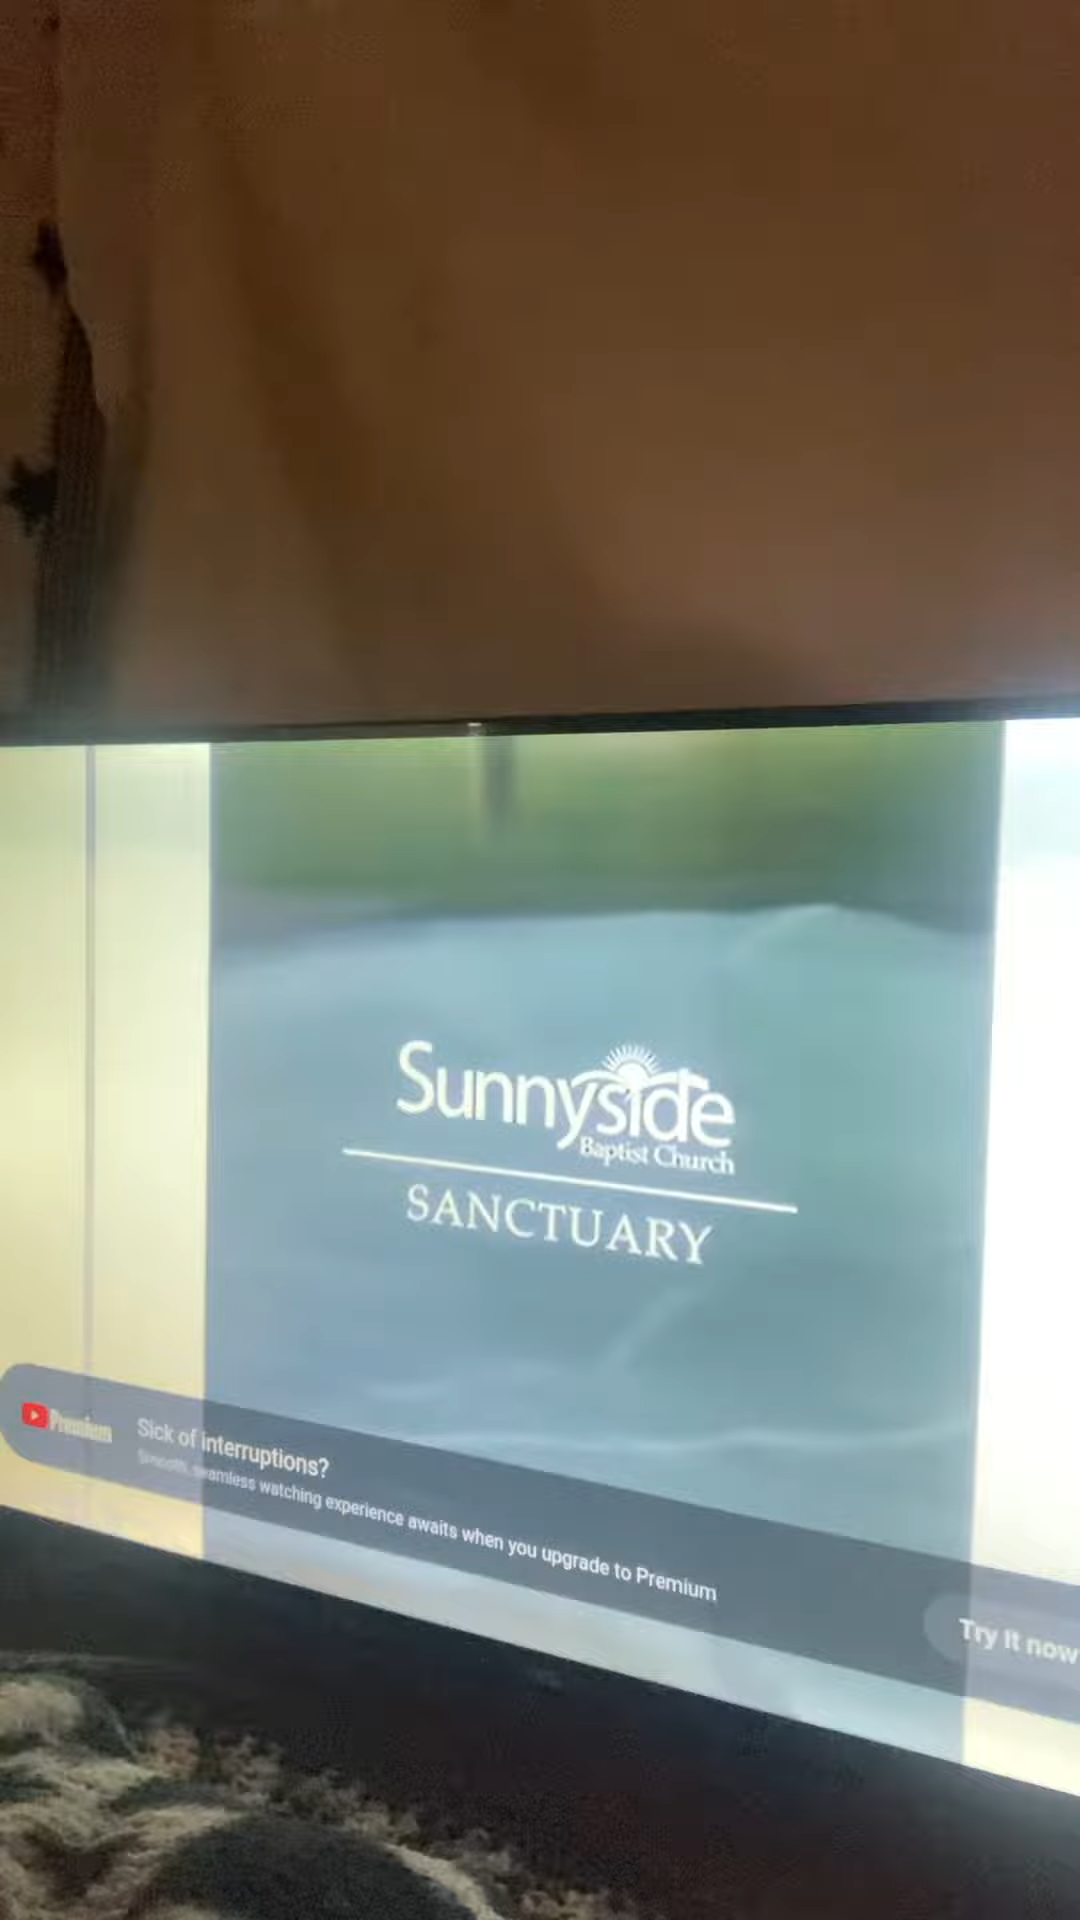 Sunnyside
Baptist Church
SANCTUARY
Premium
Sick of interruptions?
Smooth, seamless watching experience awaits when you upgrade to Premium
Try it now